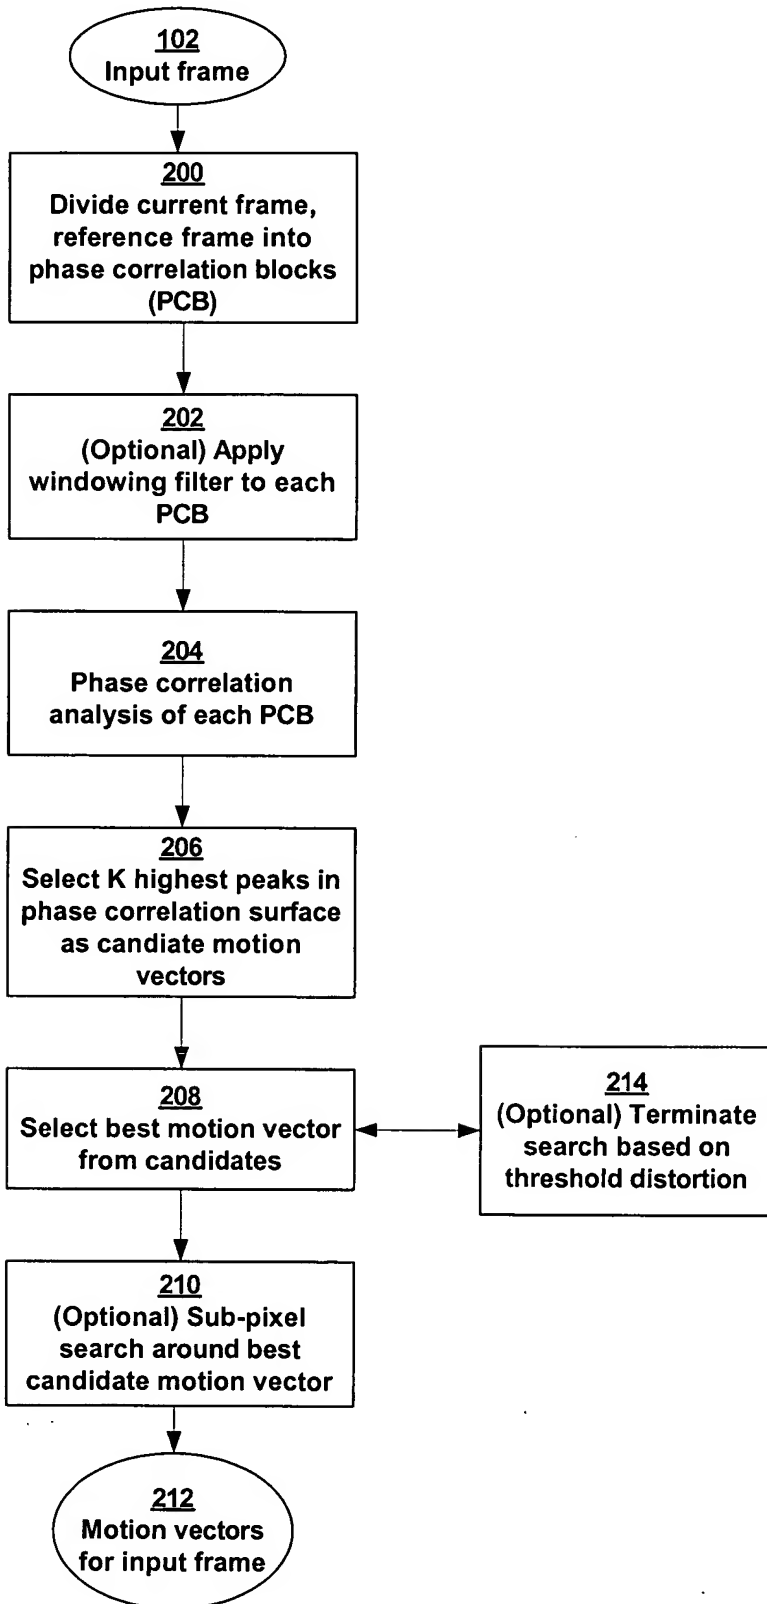 102
Input frame
200
Divide current frame,
reference frame into
phase correlation blocks
(PCB)
202
(Optional) Apply
windowing filter to each
PCB
204
Phase correlation
analysis of each PCB
206
Select K highest peaks in
phase correlation surface
as candiate motion
vectors
208
Select best motion vector
from candidates
214
(Optional) Terminate
search based on
threshold distortion
210
(Optional) Sub-pixel
search around best
candidate motion vector
212
Motion vectors
for input frame